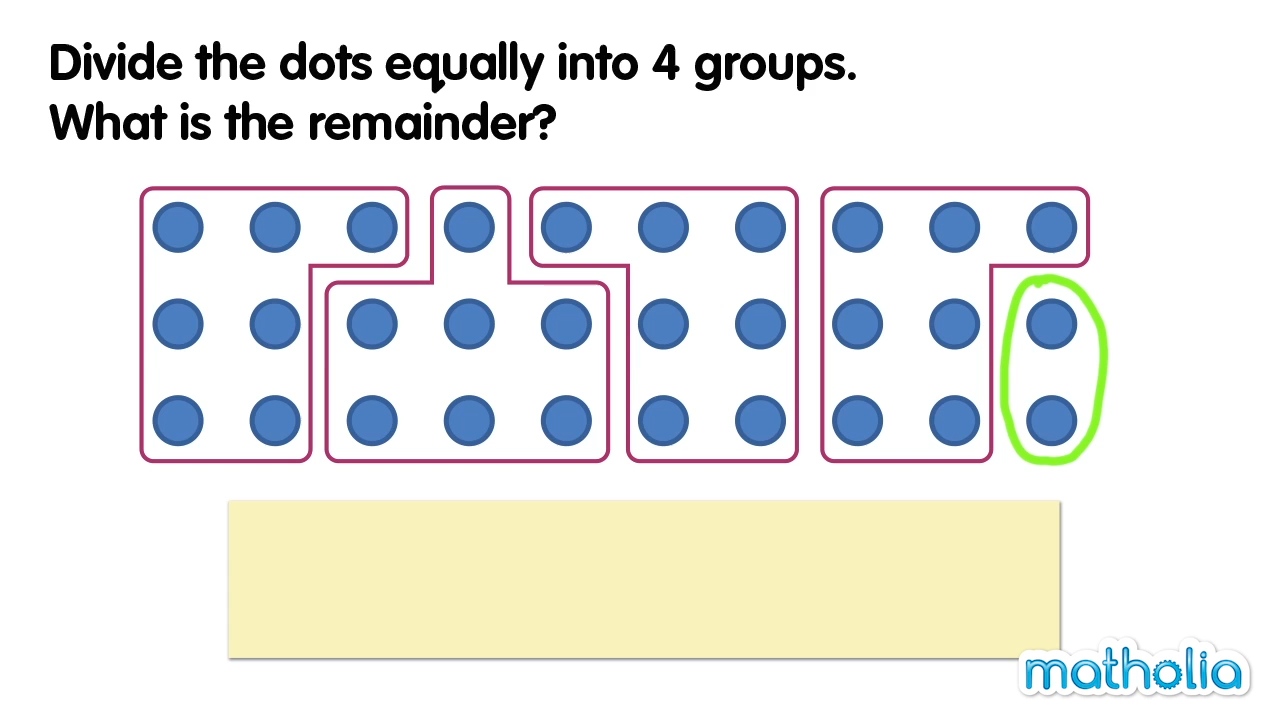 Divide the dots equally into 4 groups.
What is the remainder?
matholia